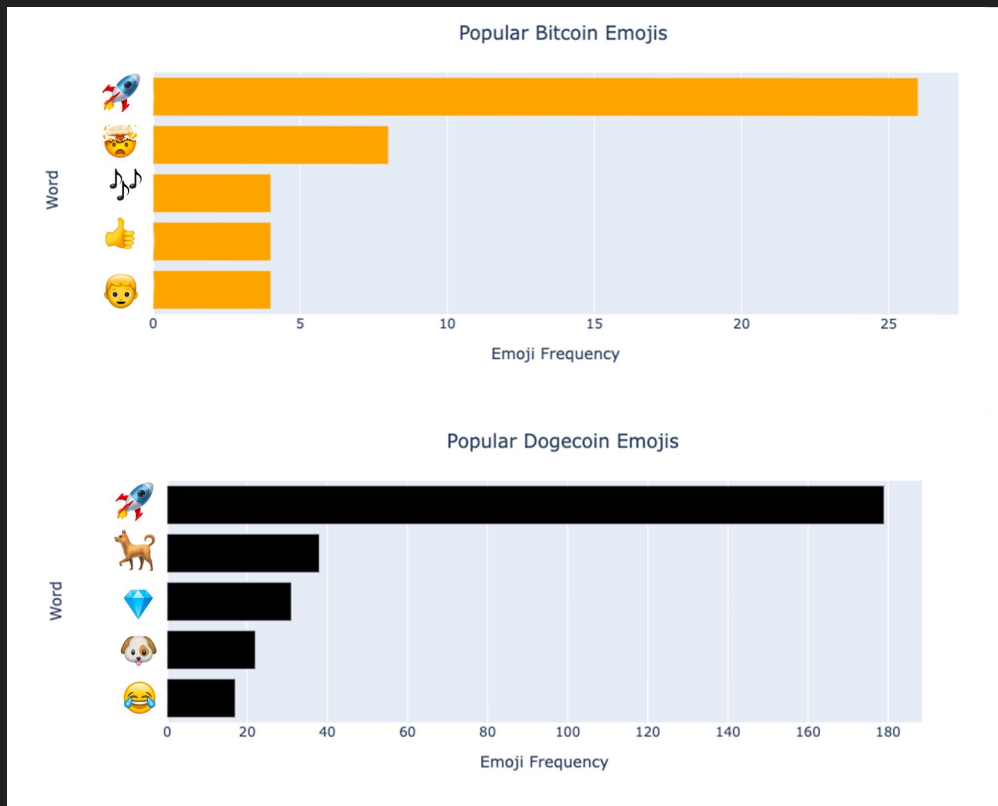 Popular Bitcoin Emojis
Word
0 5 10 15 20 25
Emoji Frequency
Popular Dogecoin Emojis
Word
0 20 40 60 80 100 120 140 160 180
Emoji Frequency